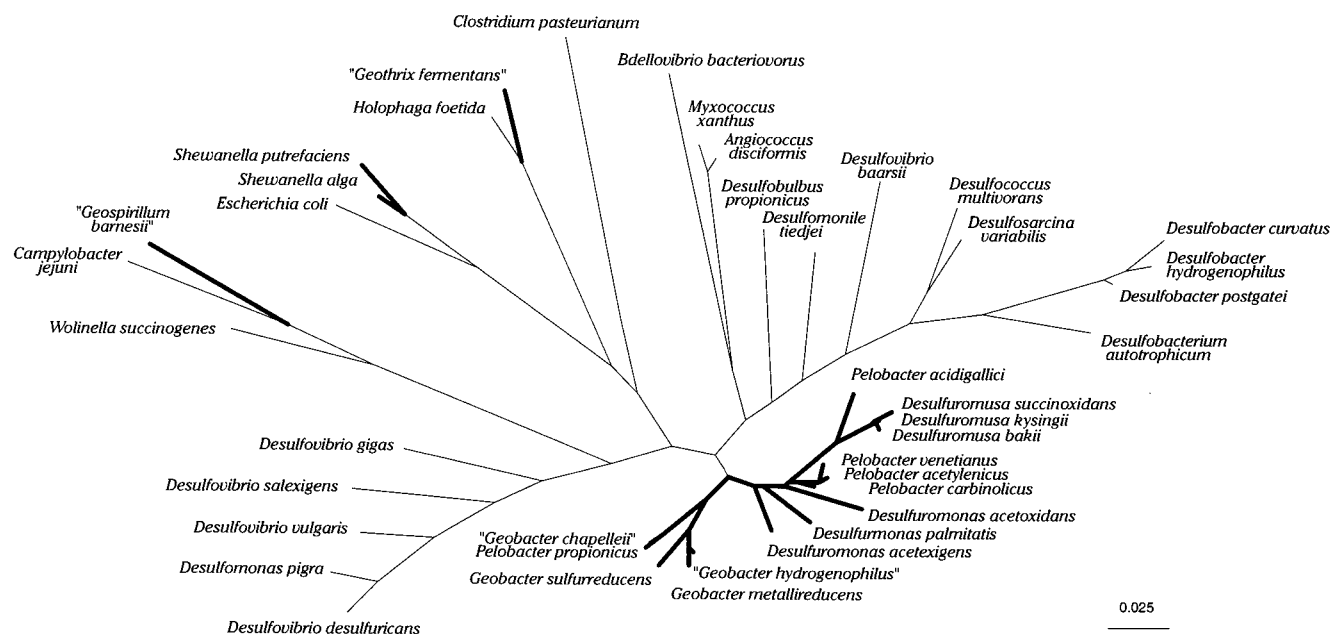 Clostridium pasteurianum
Bdellovibrio bacteriovorus
"Geothrix fermentans"
Holophaga foetida
Myxococcus
xanthus
Angiococcus
disciformis
Shewanella putrefaciens
Shewanella alga
Escherichia coli
Desulfovibrio
baarsii
Desulfobulbus
propionicus
Desulfomonile
tiedjei
Desulfococcus
multivorans
Desulfosarcina
variabilis
"Geospirillum
barnesii"
Campylobacter
jejuni
Wolinella succinogenes
Desulfobacter curvatus
Desulfobacter
hydrogenophilus
Desulfobacter postgatei
Desulfobacterium
autotrophicum
Pelobacter acidigallici
Desulfuromusa succinoxidans
Desulfuromusa kysingii
Desulfuromusa bakii
Desulfovibrio gigas
Pelobacter venetianus
Pelobacter acetylenicus
Pelobacter carbinolicus
Desulfovibrio salexigens
Desulfuromonas acetoxidans
Desulfovibrio vulgaris
Desulfurmonas palmitatis
"Geobacter chapelleii"
Pelobacter propionicus
Desulfuromonas acetexigens
Desulfomonas pigra
Geobacter sulfurreducens
"Geobacter hydrogenophilus"
Geobacter metallireducens
Desulfovibrio desulfuricans
0.025